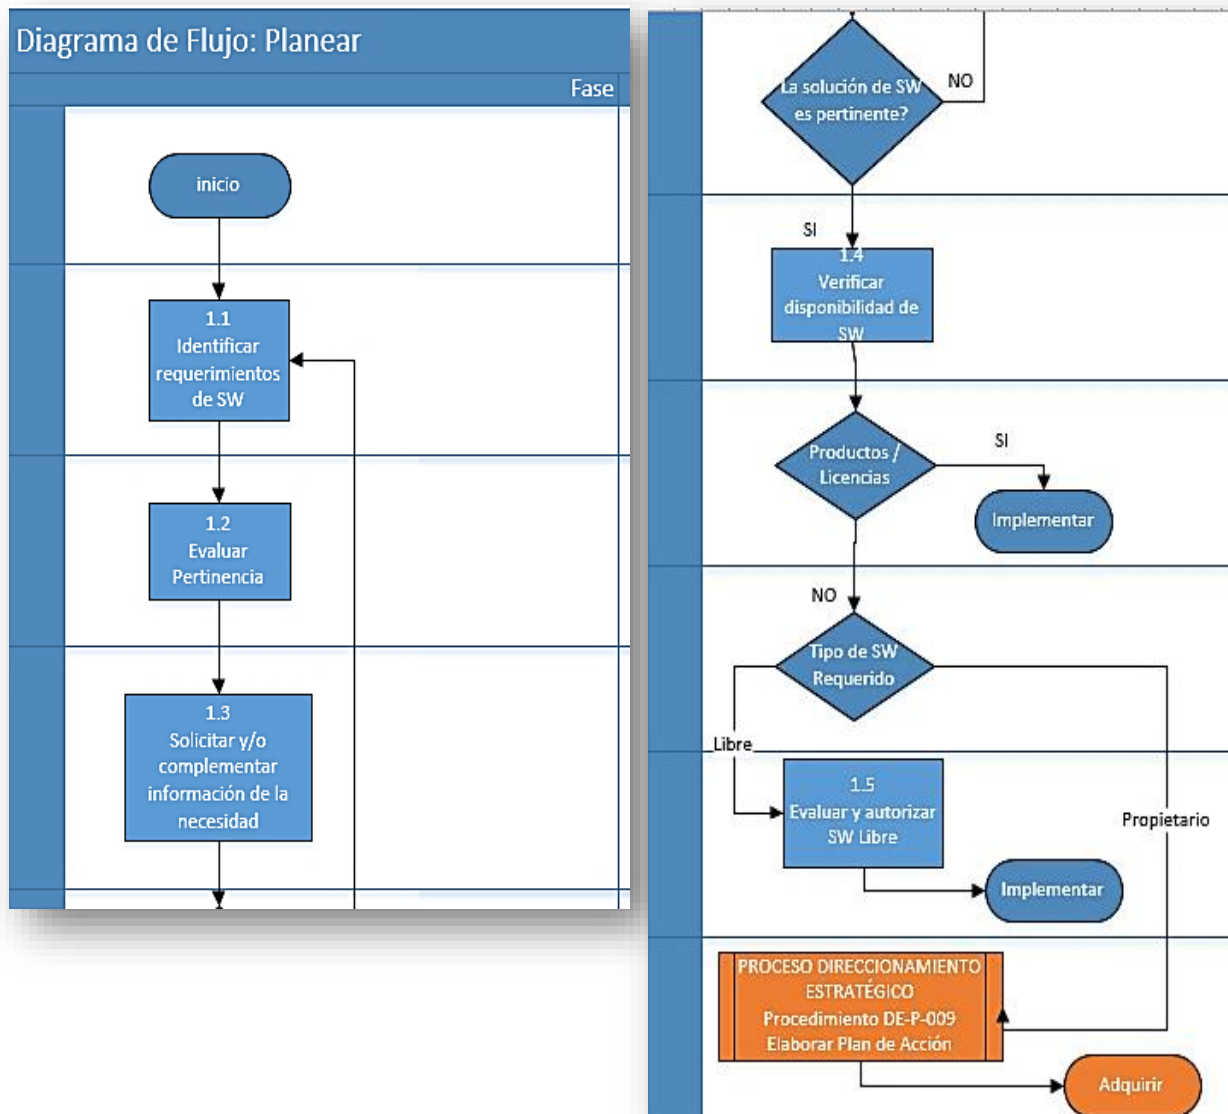 Diagrama de Flujo: Planear
Fase
inicio
1.1
Identificar
requerimientos
de SW
1.2
Evaluar
Pertinencia
1.3
Solicitar y/o
complementar
información de la
necesidad
La solución de SW
es pertinente?
NO
SI
1.4
Verificar
disponibilidad de
SW
Productos /
Licencias
SI
Implementar
NO
Tipo de SW
Requerido
Libre
1.5
Evaluar y autorizar
SW Libre
Propietario
Implementar
PROCESO DIRECCIONAMIENTO
ESTRATÉGICO
Procedimiento DE-P-009
Elaborar Plan de Acción
Adquirir